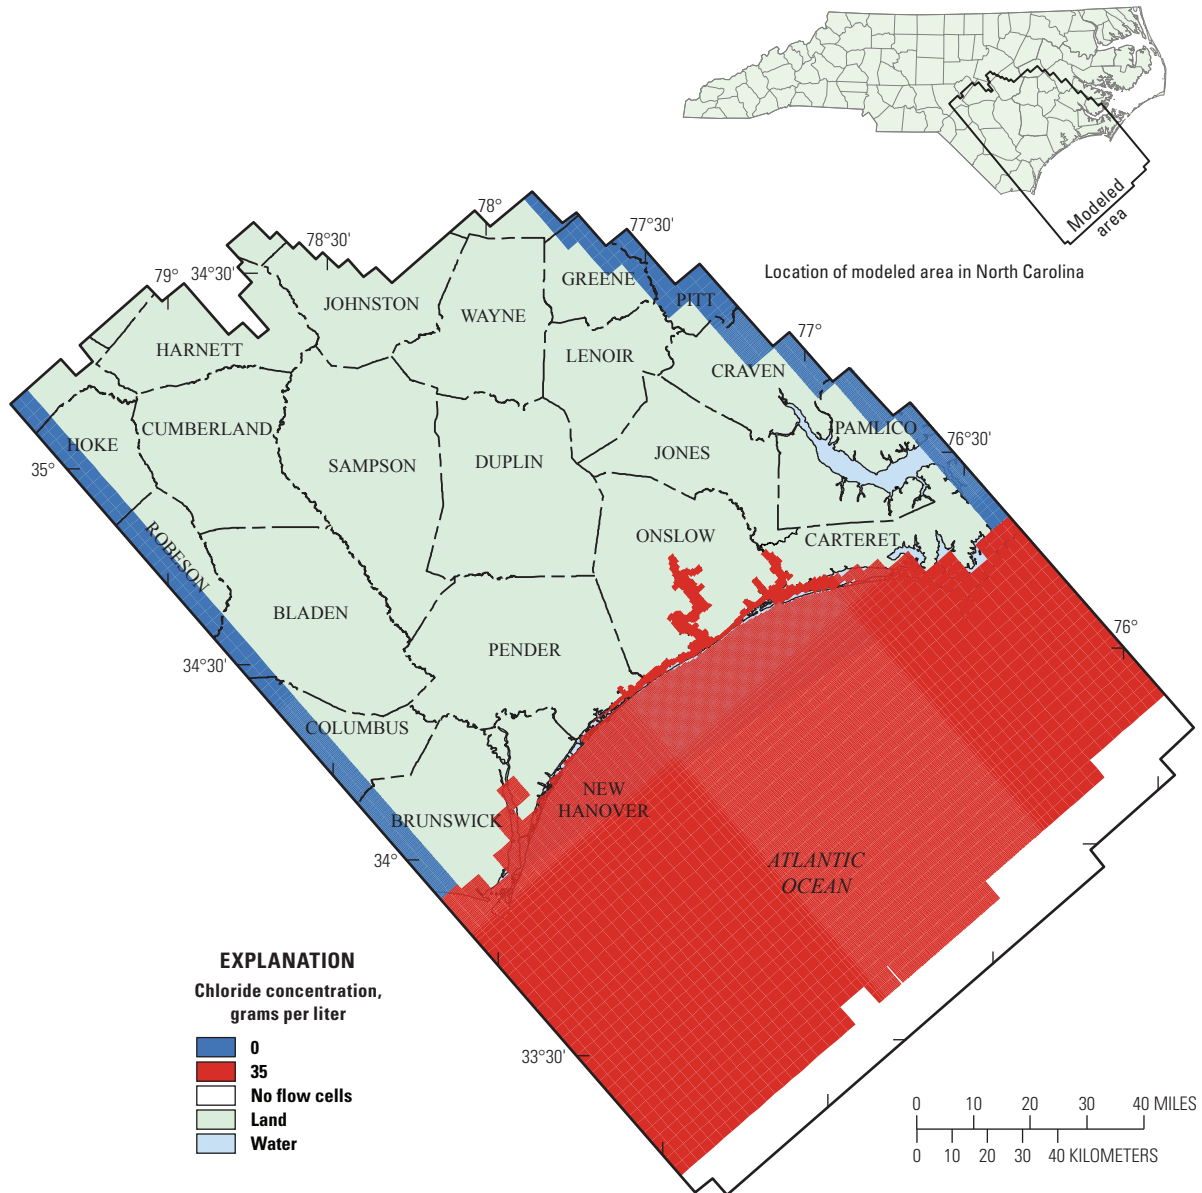 Modeled
area
Location of modeled area in North Carolina
78°
77°30'
78°30'
79°
34°30'
77°
76°30'
35°
76°
34°30'
34°
33°30'
GREENE
PITT
JOHNSTON
WAYNE
HARNETT
LENOIR
CRAVEN
HOKE
CUMBERLAND
PAMLICO
SAMPSON
DUPLIN
JONES
ROBESON
ONSLOW
CARTERET
BLADEN
PENDER
COLUMBUS
NEW
HANOVER
BRUNSWICK
ATLANTIC
OCEAN
EXPLANATION
Chloride concentration,
grams per liter
0
35
No flow cells
Land
Water
0 10 20 30 40 MILES
0 10 20 30 40 KILOMETERS